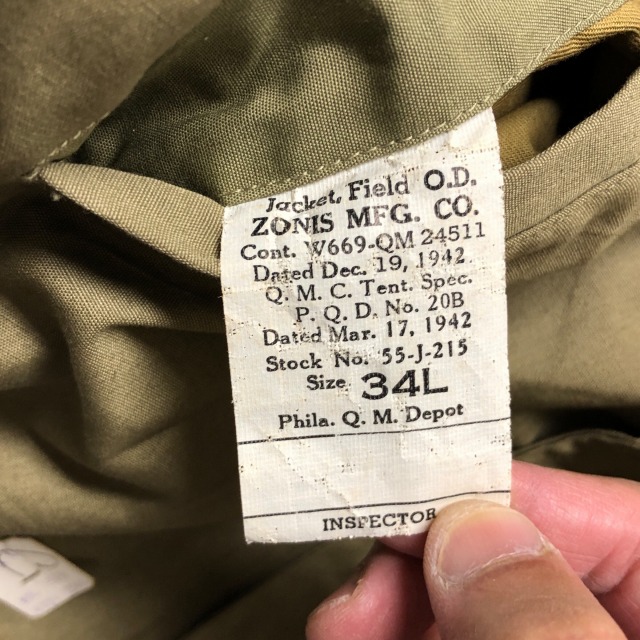 Jacket, Field O.D.
ZONIS MFG. CO.
Cont. W669-QM 24511
Dated Dec. 19, 1942
Q. M. C. Tent. Spec.
P. Q. D. No. 20B
Dated Mar. 17, 1942
Stock No. 55-J-215
Size 34L
Phila. Q. M. Depot
INSPECTOR